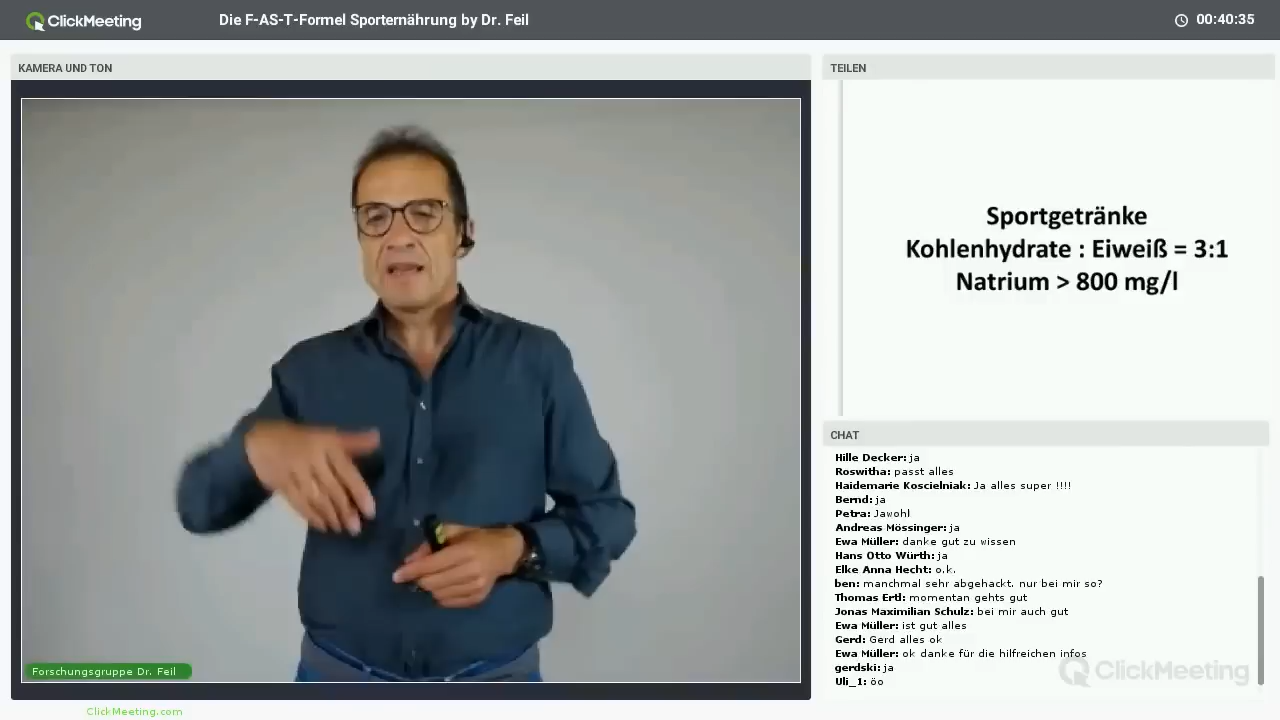 ClickMeeting
Die F-AS-T-Formel Sporternährung by Dr. Feil
00:40:35
KAMERA UND TON
Forschungsgruppe Dr. Feil
ClickMeeting.com
TEILEN
Sportgetränke
Kohlenhydrate : Eiweiß = 3:1
Natrium > 800 mg/l
CHAT
Hille Decker: ja
Roswitha: passt alles
Haidemarie Koscielniak: Ja alles super !!!!
Bernd: ja
Petra: Jawohl
Andreas Mössinger: ja
Ewa Müller: danke gut zu wissen
Hans Otto Würth: ja
Elke Anna Hecht: o.k.
ben: manchmal sehr abgehackt. nur bei mir so?
Thomas Ertl: momentan gehts gut
Jonas Maximilian Schulz: bei mir auch gut
Ewa Müller: ist gut alles
Gerd: Gerd alles ok
Ewa Müller: ok danke für die hilfreichen infos
gerdski: ja
Uli_1: öo
ClickMeeting